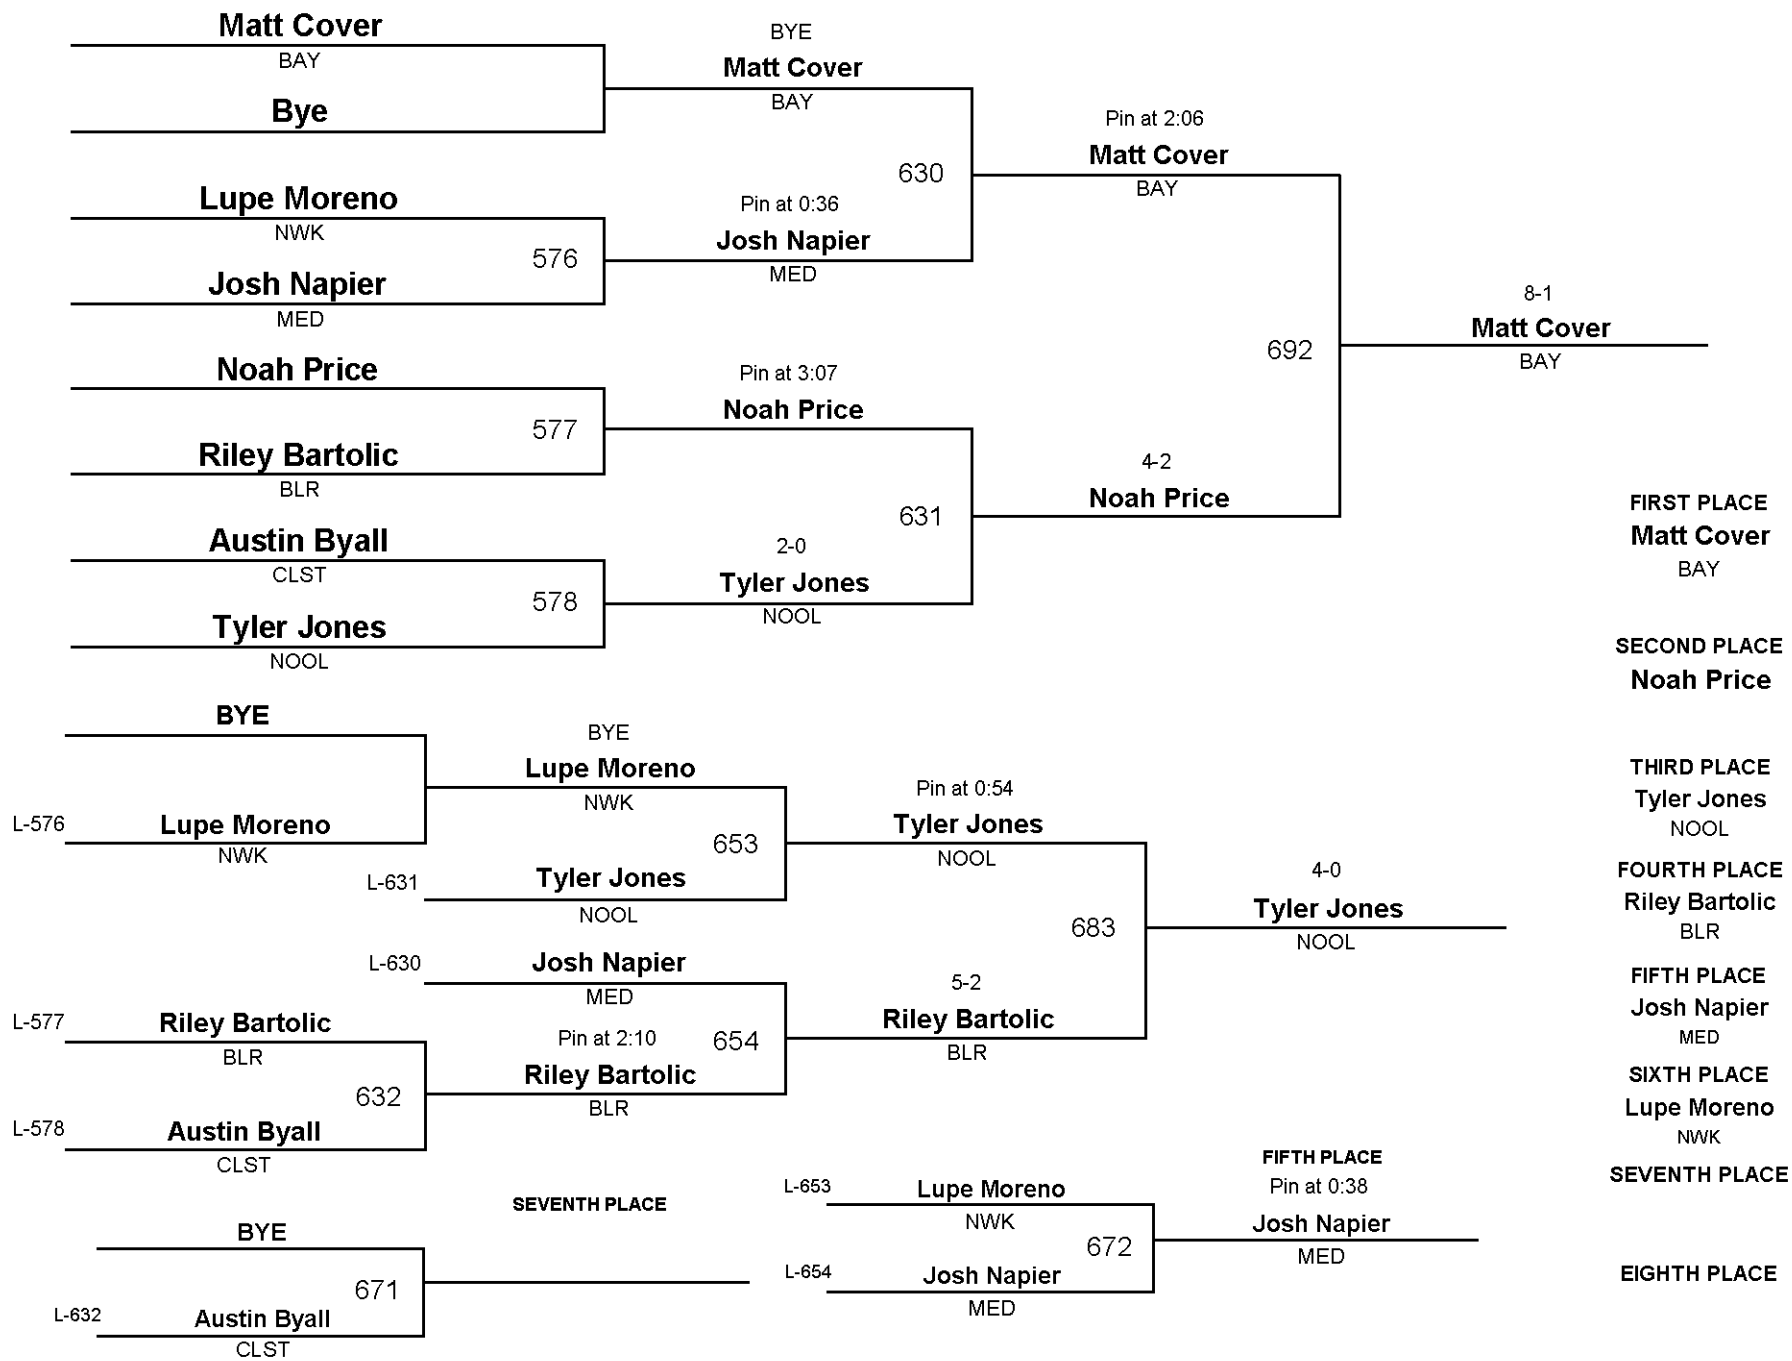 Matt Cover
BAY
Bye
Lupe Moreno
NWK
576
Josh Napier
MED
Noah Price
577
Riley Bartolic
BLR
Austin Byall
CLST
578
Tyler Jones
NOOL
BYE
Matt Cover
BAY
630
Pin at 0:36
Josh Napier
MED
Pin at 3:07
Noah Price
631
2-0
Tyler Jones
NOOL
Pin at 2:06
Matt Cover
BAY
692
4-2
Noah Price
8-1
Matt Cover
BAY
BYE
L-576
Lupe Moreno
NWK
BYE
Lupe Moreno
NWK
653
L-631
Tyler Jones
NOOL
L-630
Josh Napier
MED
L-577
Riley Bartolic
BLR
632
L-578
Austin Byall
CLST
Pin at 2:10
654
Riley Bartolic
BLR
Pin at 0:54
Tyler Jones
NOOL
683
5-2
Riley Bartolic
BLR
4-0
Tyler Jones
NOOL
SEVENTH PLACE
BYE
671
L-632
Austin Byall
CLST
L-653
Lupe Moreno
NWK
672
L-654
Josh Napier
MED
FIFTH PLACE
Pin at 0:38
Josh Napier
MED
FIRST PLACE
Matt Cover
BAY
SECOND PLACE
Noah Price
THIRD PLACE
Tyler Jones
NOOL
FOURTH PLACE
Riley Bartolic
BLR
FIFTH PLACE
Josh Napier
MED
SIXTH PLACE
Lupe Moreno
NWK
SEVENTH PLACE
EIGHTH PLACE